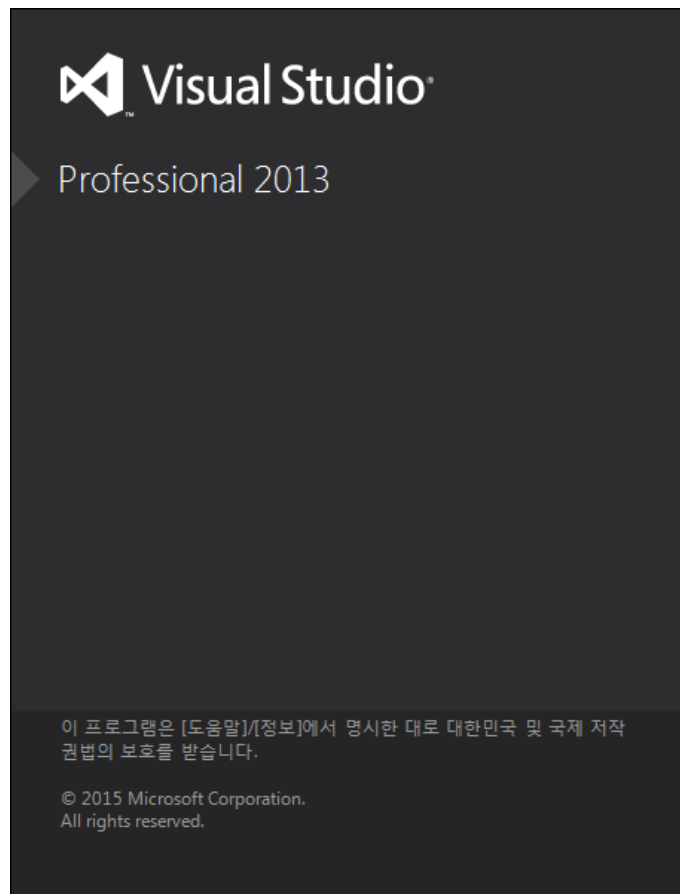 Visual Studio®
™
Professional 2013
이 프로그램은 [도움말]/[정보]에서 명시한 대로 대한민국 및 국제 저작
권법의 보호를 받습니다.
© 2015 Microsoft Corporation.
All rights reserved.